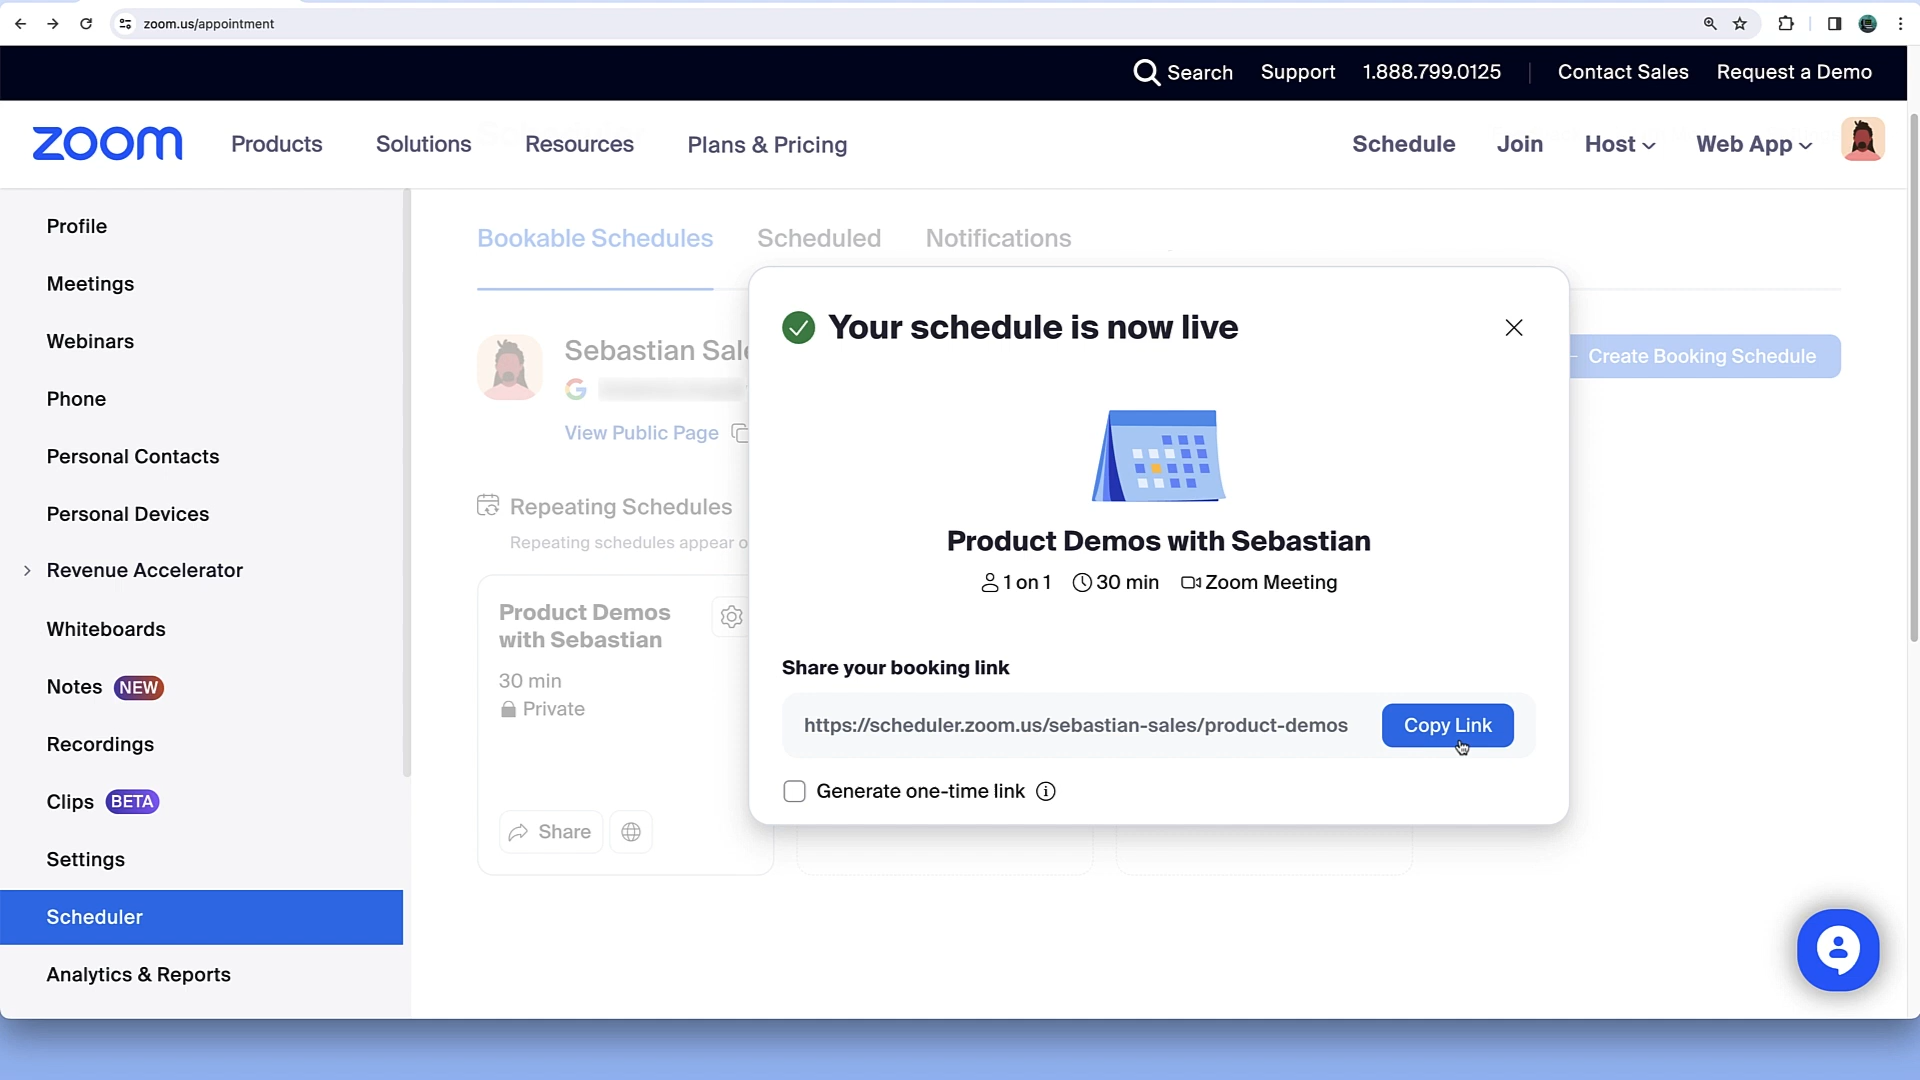 zoom.us/appointment
Search Support 1.888.799.0125 Contact Sales Request a Demo
zoom Products Solutions Resources Plans & Pricing Schedule Join Host Web App
Profile
Meetings
Webinars
Phone
Personal Contacts
Personal Devices
Revenue Accelerator
Whiteboards
Notes NEW
Recordings
Clips BETA
Settings
Scheduler
Analytics & Reports
Bookable Schedules Scheduled Notifications
Sebastian Sale
View Public Page
Create Booking Schedule
Repeating Schedules
Repeating schedules appear o
Product Demos
with Sebastian
30 min
Private
Share
Your schedule is now live
Product Demos with Sebastian
1 on 1 30 min Zoom Meeting
Share your booking link
https://scheduler.zoom.us/sebastian-sales/product-demos Copy Link
Generate one-time link